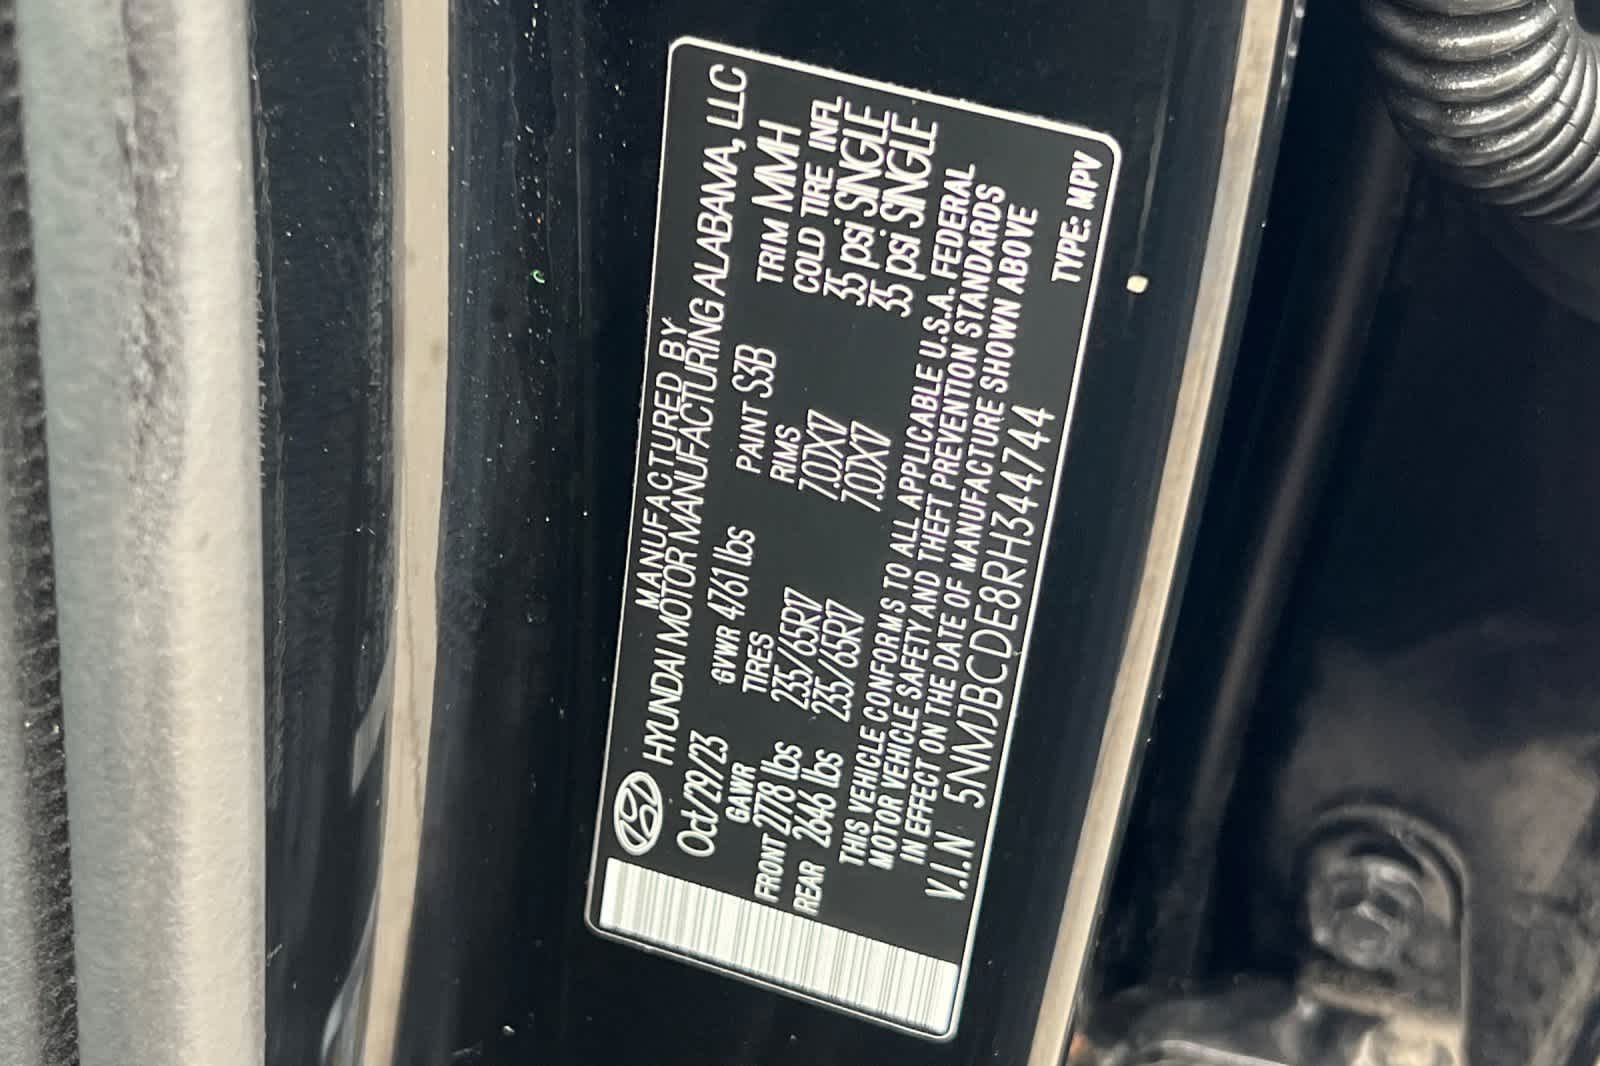 MANUFACTURED BY
HYUNDAI MOTOR MANUFACTURING ALABAMA, LLC
Oct/29/23 GVWR 4761 lbs PAINT S3B TRIM MMH
GAWR TIRES RIMS COLD TIRE INFL
FRONT 2778 lbs 235/65R17 7.0JX17 35 psi SINGLE
REAR 2646 lbs 235/65R17 7.0JX17 35 psi SINGLE
THIS VEHICLE CONFORMS TO ALL APPLICABLE U.S.A. FEDERAL
MOTOR VEHICLE SAFETY AND THEFT PREVENTION STANDARDS
IN EFFECT ON THE DATE OF MANUFACTURE SHOWN ABOVE
V.I.N 5NMJBCDE8RH344744
TYPE: MPV